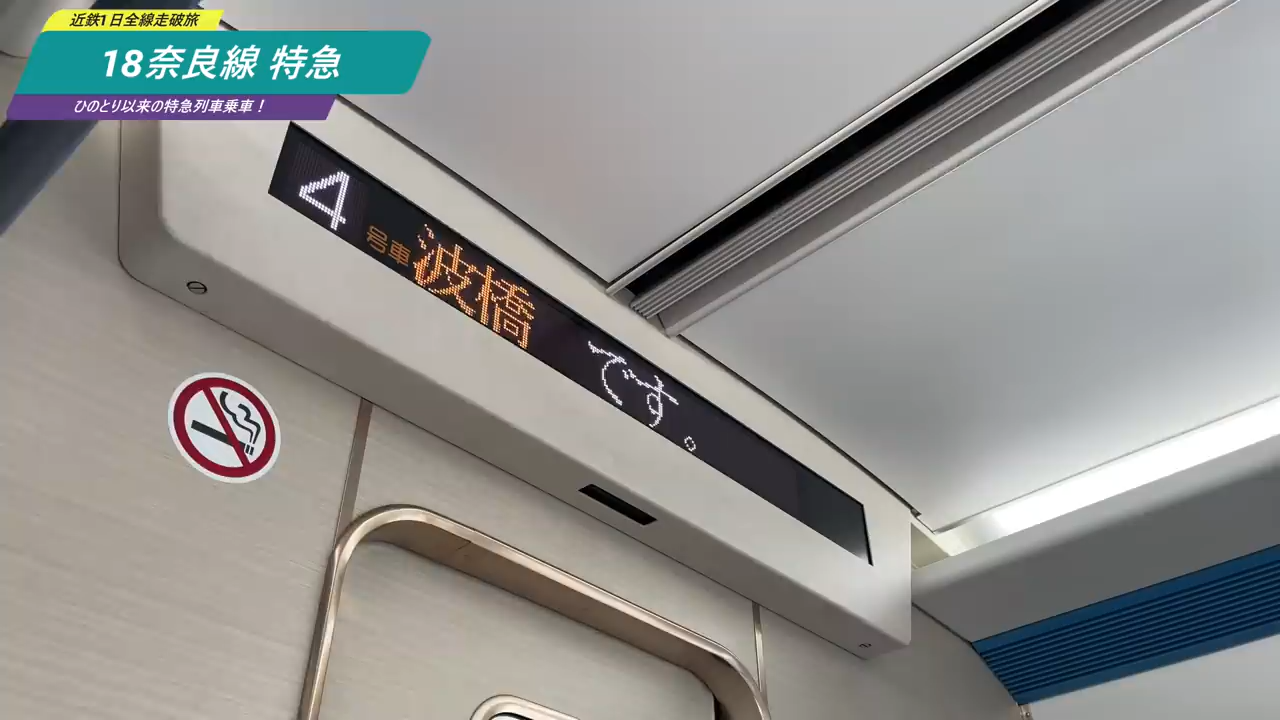 近鉄1日全線走破旅
18奈良線 特急
ひのとり以来の特急列車乗車！
4号車 波橋 です。